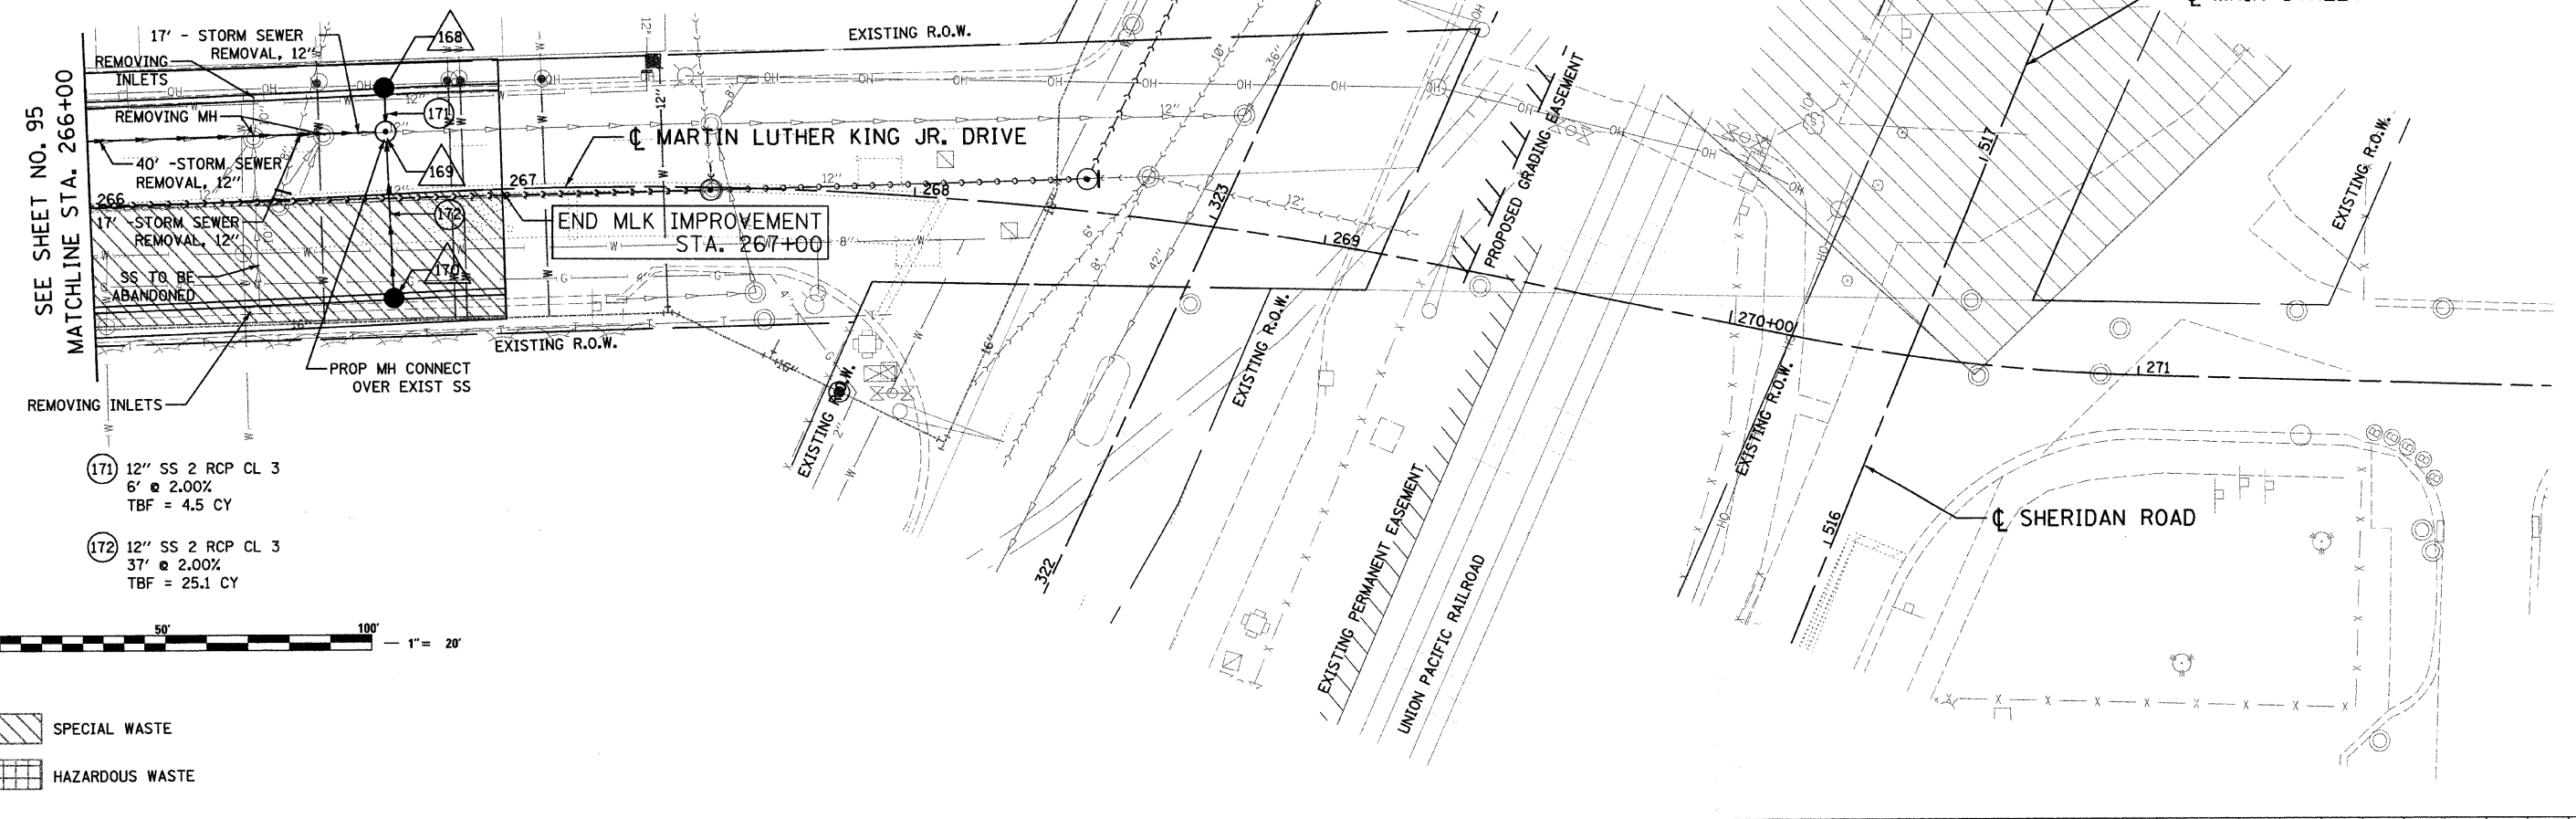 SEE SHEET NO. 95
MATCHLINE STA. 266+00
17' - STORM SEWER
REMOVAL, 12"
REMOVING
INLETS
REMOVING MH
40' -STORM SEWER
REMOVAL, 12"
266
17' -STORM SEWER
REMOVAL, 12"
SS TO BE
ABANDONED
REMOVING INLETS
168
171
169
172
170
PROP MH CONNECT
OVER EXIST SS
EXISTING R.O.W.
EXISTING R.O.W.
℄ MARTIN LUTHER KING JR. DRIVE
267
268
269
270+00
271
END MLK IMPROVEMENT
STA. 267+00
EXISTING R.O.W.
EXISTING R.O.W.
323
322
PROPOSED GRADING EASEMENT
EXISTING PERMANENT EASEMENT
UNION PACIFIC RAILROAD
EXISTING R.O.W.
EXISTING R.O.W.
517
516
℄ SHERIDAN ROAD
171 12" SS 2 RCP CL 3
6' @ 2.00%
TBF = 4.5 CY
172 12" SS 2 RCP CL 3
37' @ 2.00%
TBF = 25.1 CY
50' 100'
1"= 20'
SPECIAL WASTE
HAZARDOUS WASTE